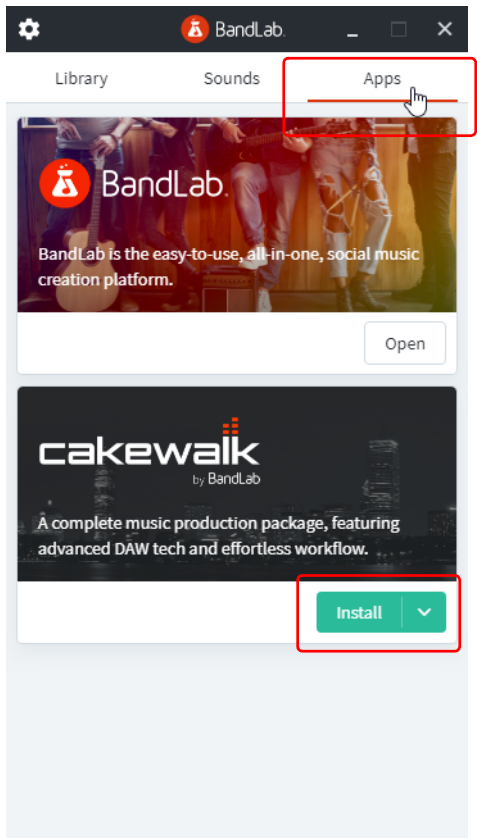 BandLab.
Library Sounds Apps
BandLab.
BandLab is the easy-to-use, all-in-one, social music
creation platform.
Open
cakewalk
by BandLab
A complete music production package, featuring
advanced DAW tech and effortless workflow.
Install